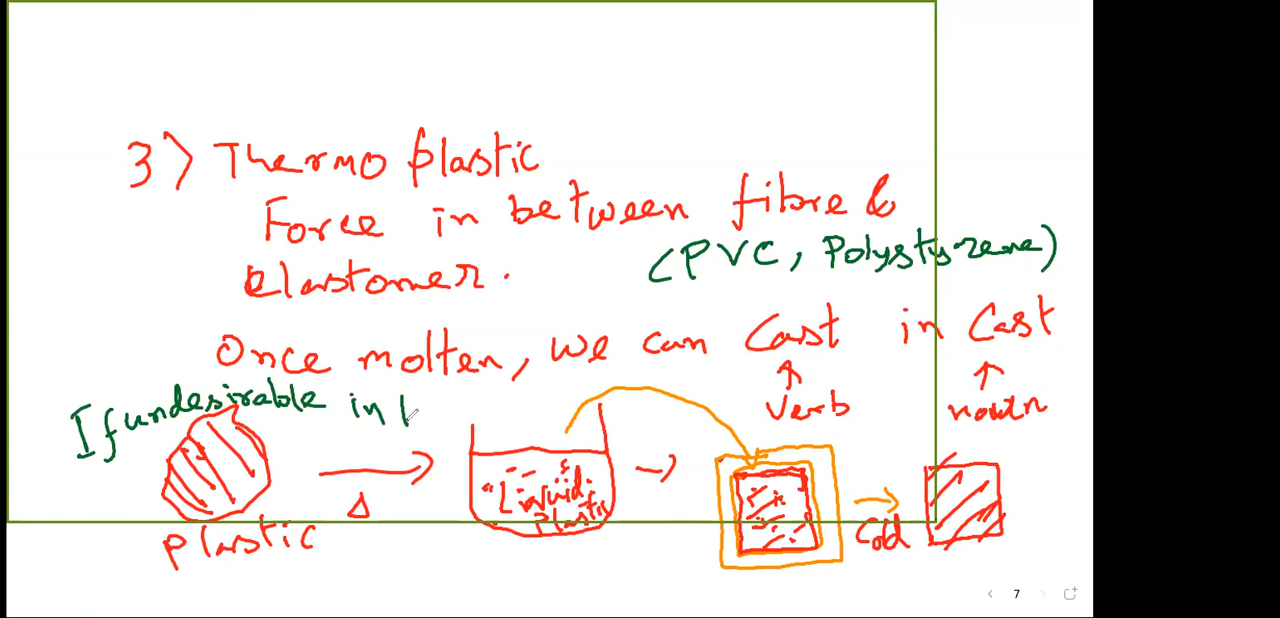 3) Thermo plastic
Force in between fibre &
Elastomer.
(PVC, Polystyrene)
Once molten, we can Cast in Cast
If undesirable in
Verb
noun
"Liquid.
Plastic
Δ
Cold
plastic
7